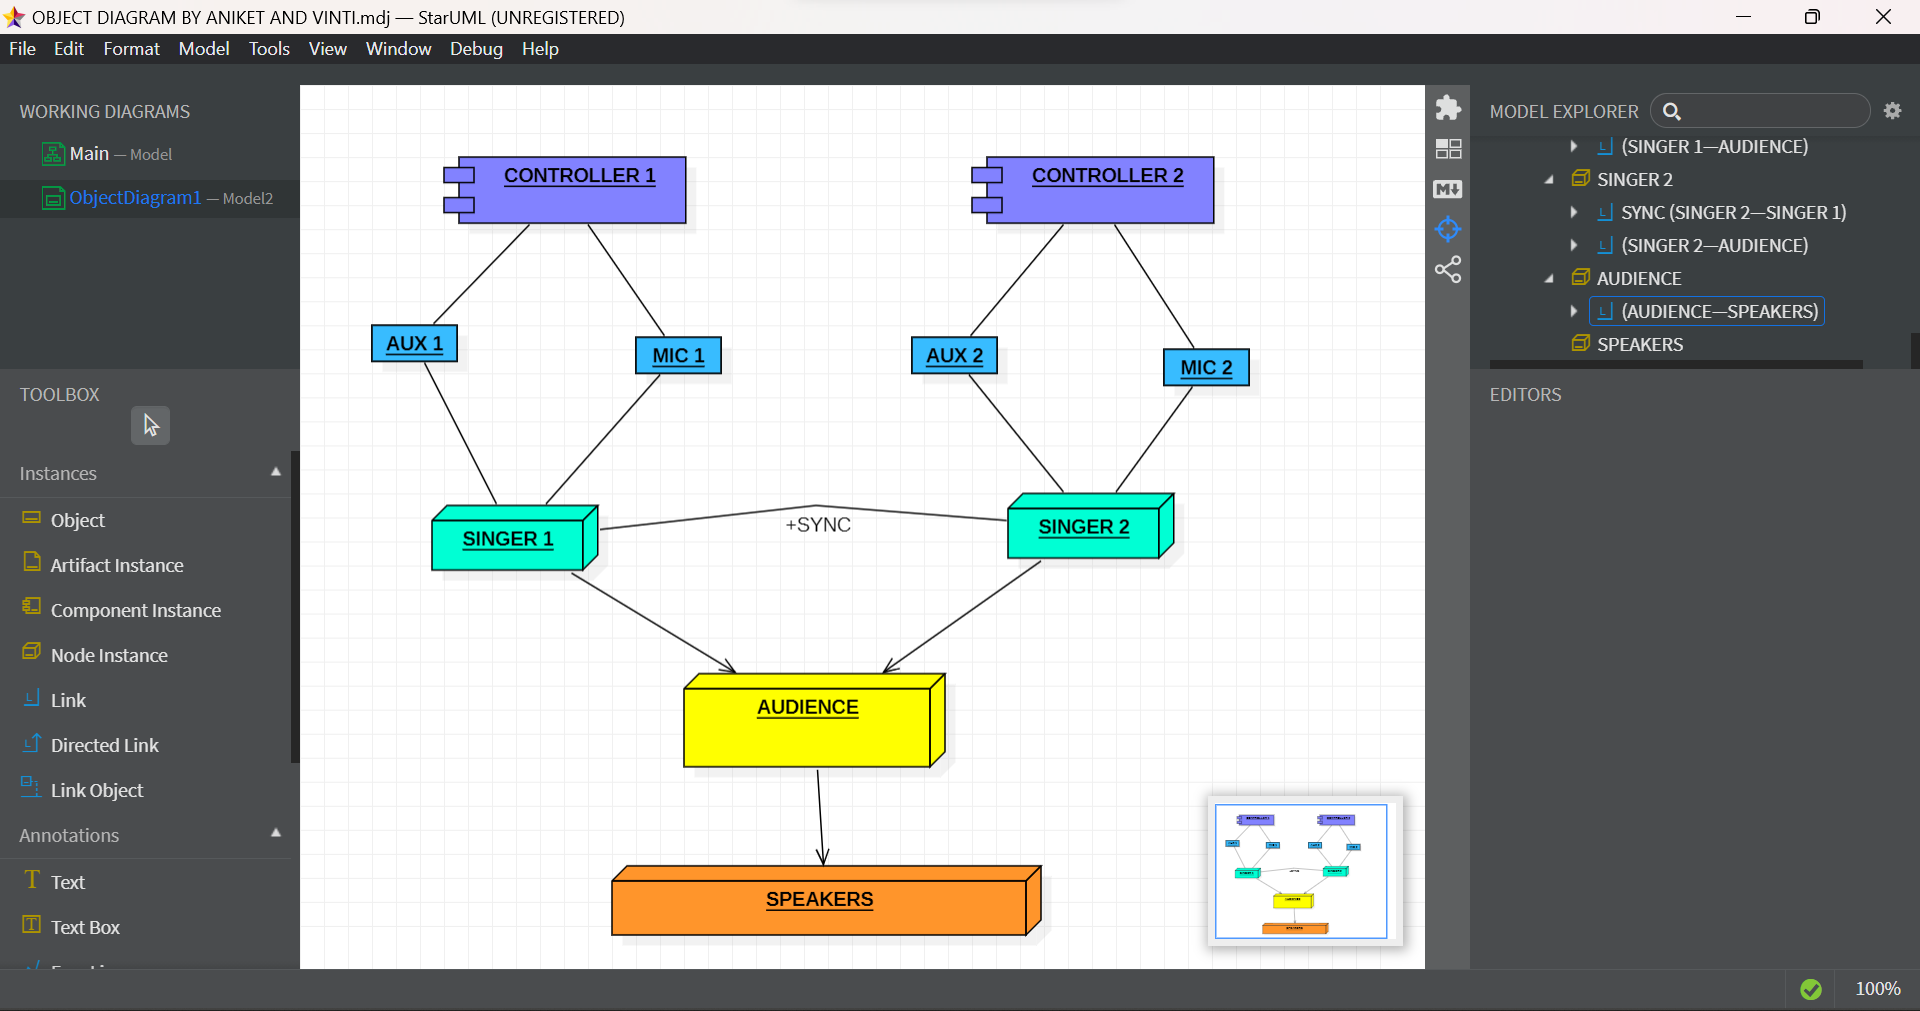 OBJECT DIAGRAM BY ANIKET AND VINTI.mdj — StarUML (UNREGISTERED)
File Edit Format Model Tools View Window Debug Help
WORKING DIAGRAMS
Main — Model
ObjectDiagram1 — Model2
TOOLBOX
Instances
Object
Artifact Instance
Component Instance
Node Instance
Link
Directed Link
Link Object
Annotations
Text
Text Box
CONTROLLER 1
CONTROLLER 2
AUX 1
MIC 1
AUX 2
MIC 2
SINGER 1
+SYNC
SINGER 2
AUDIENCE
SPEAKERS
MODEL EXPLORER
(SINGER 1—AUDIENCE)
SINGER 2
SYNC (SINGER 2—SINGER 1)
(SINGER 2—AUDIENCE)
AUDIENCE
(AUDIENCE—SPEAKERS)
SPEAKERS
EDITORS
100%